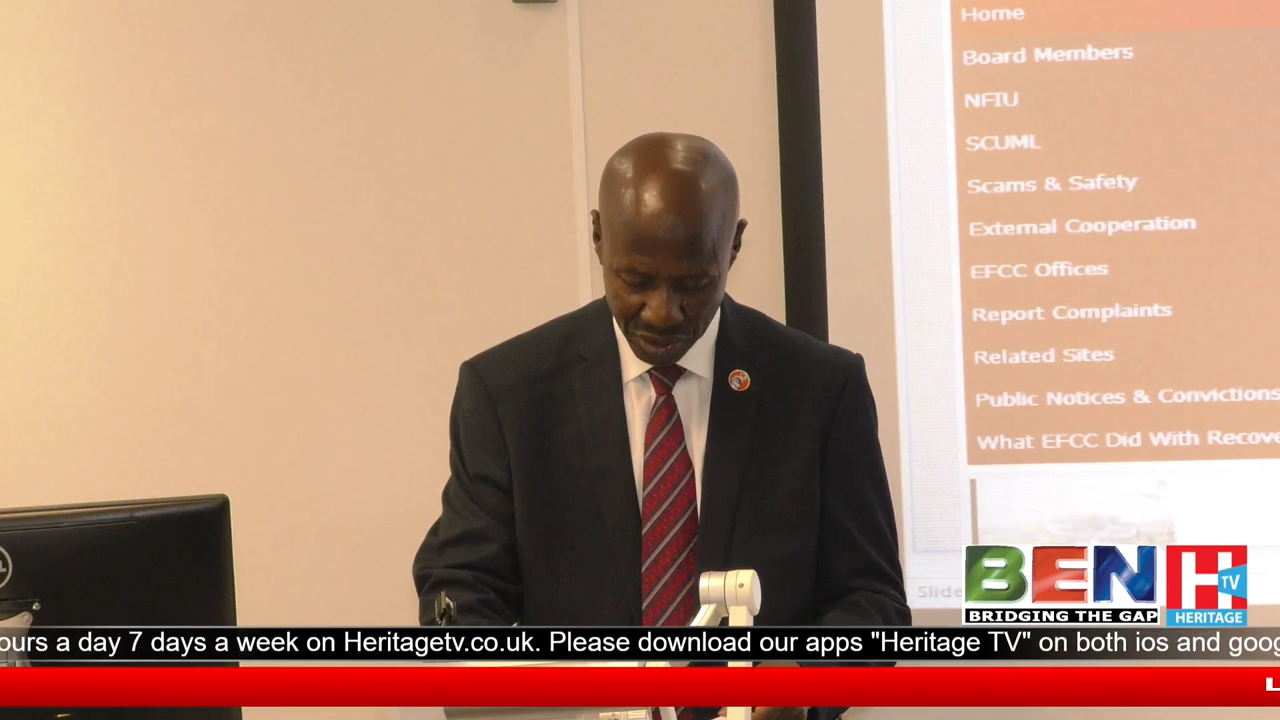 Home
Board Members
NFIU
SCUML
Scams & Safety
External Cooperation
EFCC Offices
Report Complaints
Related Sites
Public Notices & Convictions
What EFCC Did With Recove
Slide
BEN
BRIDGING THE GAP
H
TV
HERITAGE
ours a day 7 days a week on Heritagetv.co.uk. Please download our apps "Heritage TV" on both ios and goog